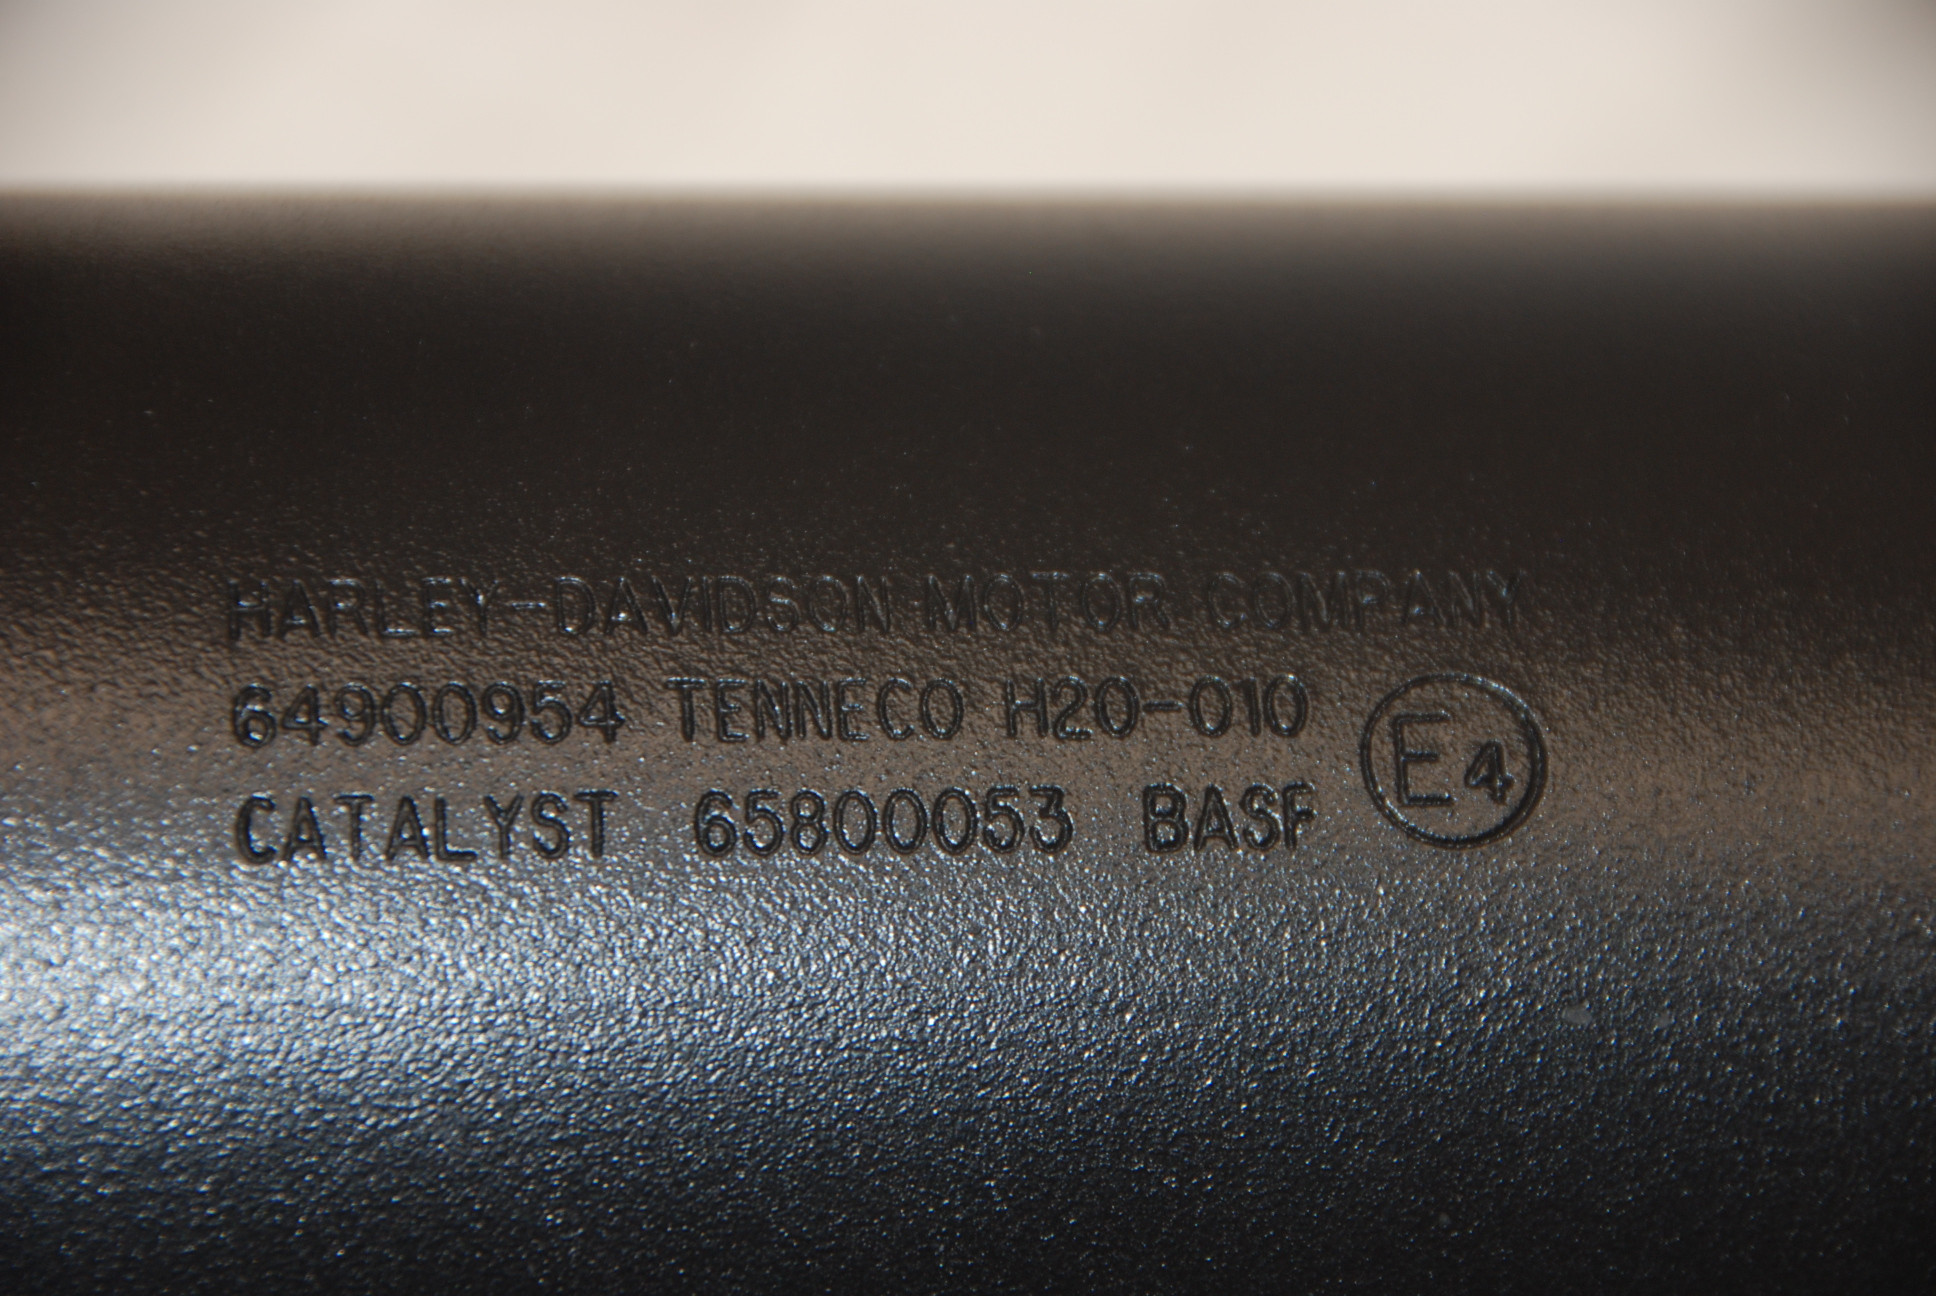 HARLEY-DAVIDSON MOTOR COMPANY
64900954 TENNECO H20-010
CATALYST 65800053 BASF
E4